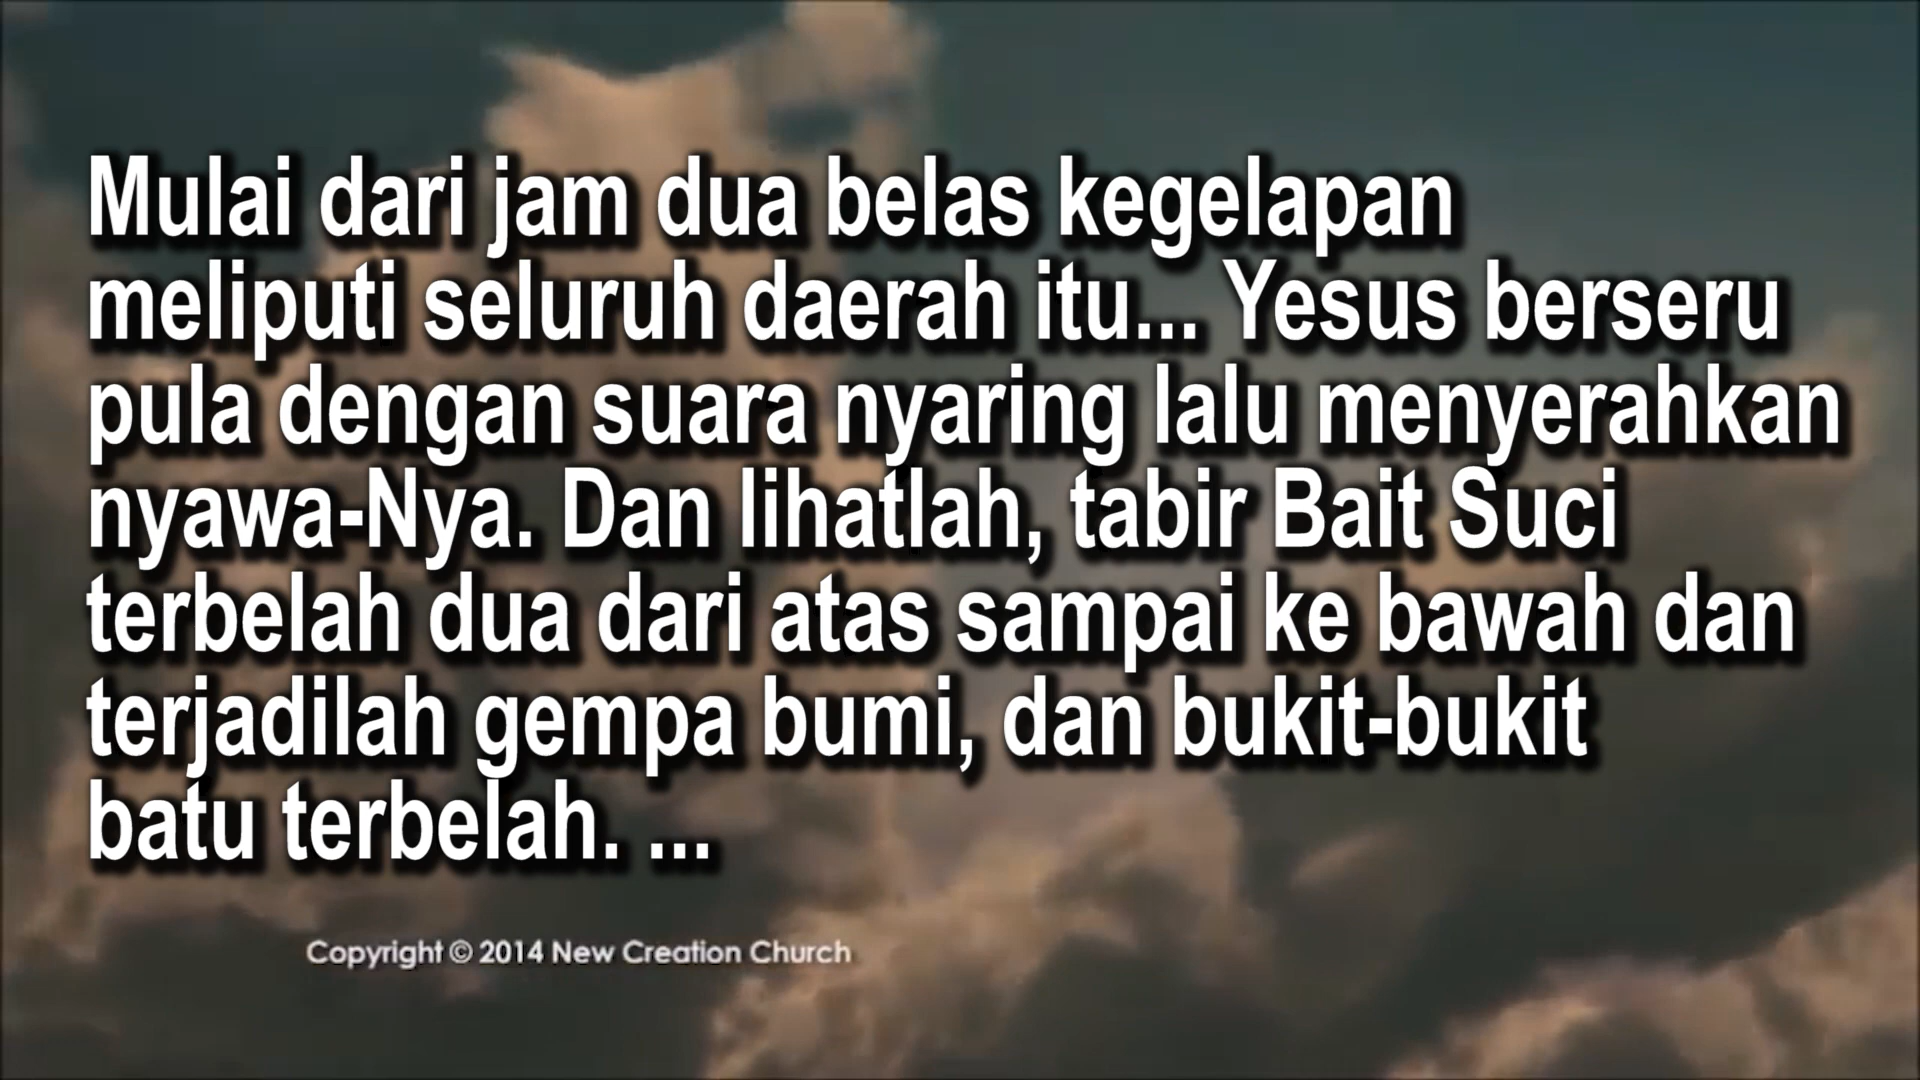 Mulai dari jam dua belas kegelapan
meliputi seluruh daerah itu... Yesus berseru
pula dengan suara nyaring lalu menyerahkan
nyawa-Nya. Dan lihatlah, tabir Bait Suci
terbelah dua dari atas sampai ke bawah dan
terjadilah gempa bumi, dan bukit-bukit
batu terbelah. ...
Copyright © 2014 New Creation Church